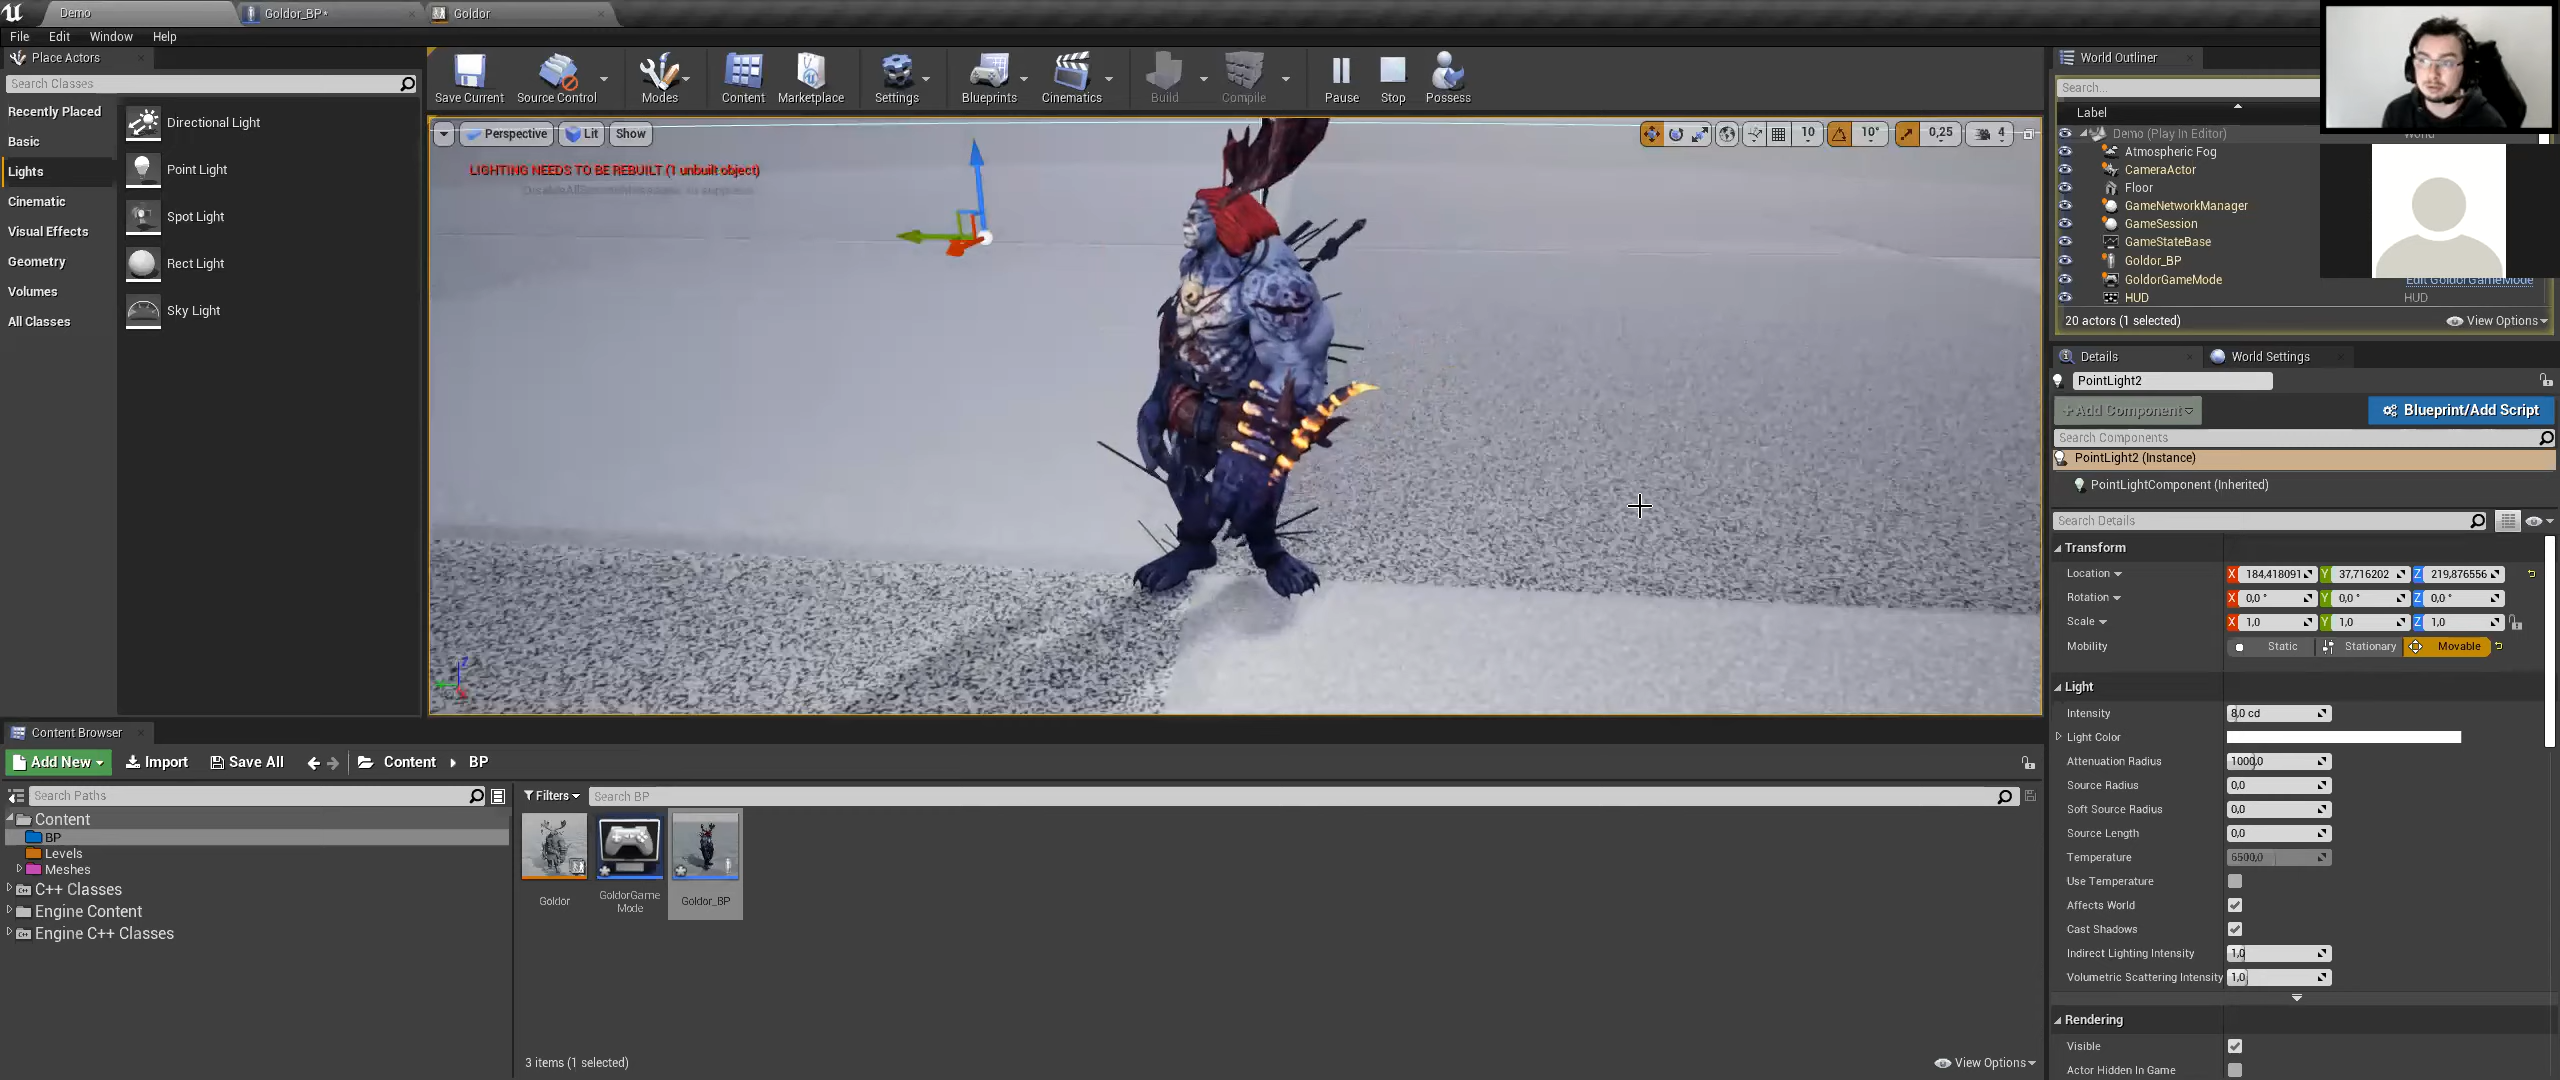 Demo
Goldor_BP*
Goldor
File Edit Window Help
Place Actors
Search Classes
Recently Placed
Basic
Lights
Cinematic
Visual Effects
Geometry
Volumes
All Classes
Directional Light
Point Light
Spot Light
Rect Light
Sky Light
Save Current
Source Control
Modes
Content
Marketplace
Settings
Blueprints
Cinematics
Build
Compile
Pause
Stop
Possess
Perspective
Lit
Show
10
10°
0,25
4
LIGHTING NEEDS TO BE REBUILT (1 unbuilt object)
World Outliner
Search...
Label
Demo (Play In Editor)
World
Atmospheric Fog
CameraActor
Floor
GameNetworkManager
GameSession
GameStateBase
Goldor_BP
GoldorGameMode
Edit GoldorGameMode
HUD
HUD
20 actors (1 selected)
View Options
Details
World Settings
PointLight2
+ Add Component
Blueprint/Add Script
Search Components
PointLight2 (Instance)
PointLightComponent (Inherited)
Search Details
Transform
Location X 184,418091 Y 37,716202 Z 219,876556
Rotation X 0,0 ° Y 0,0 ° Z 0,0 °
Scale X 1,0 Y 1,0 Z 1,0
Mobility Static Stationary Movable
Light
Intensity 8,0 cd
Light Color
Attenuation Radius 1000,0
Source Radius 0,0
Soft Source Radius 0,0
Source Length 0,0
Temperature 6500,0
Use Temperature
Affects World
Cast Shadows
Indirect Lighting Intensity 1,0
Volumetric Scattering Intensity 1,0
Rendering
Visible
Actor Hidden In Game
Content Browser
Add New
Import
Save All
Content
BP
Search Paths
Filters
Search BP
Content
BP
Levels
Meshes
C++ Classes
Engine Content
Engine C++ Classes
Goldor
GoldorGame
Mode
Goldor_BP
3 items (1 selected)
View Options